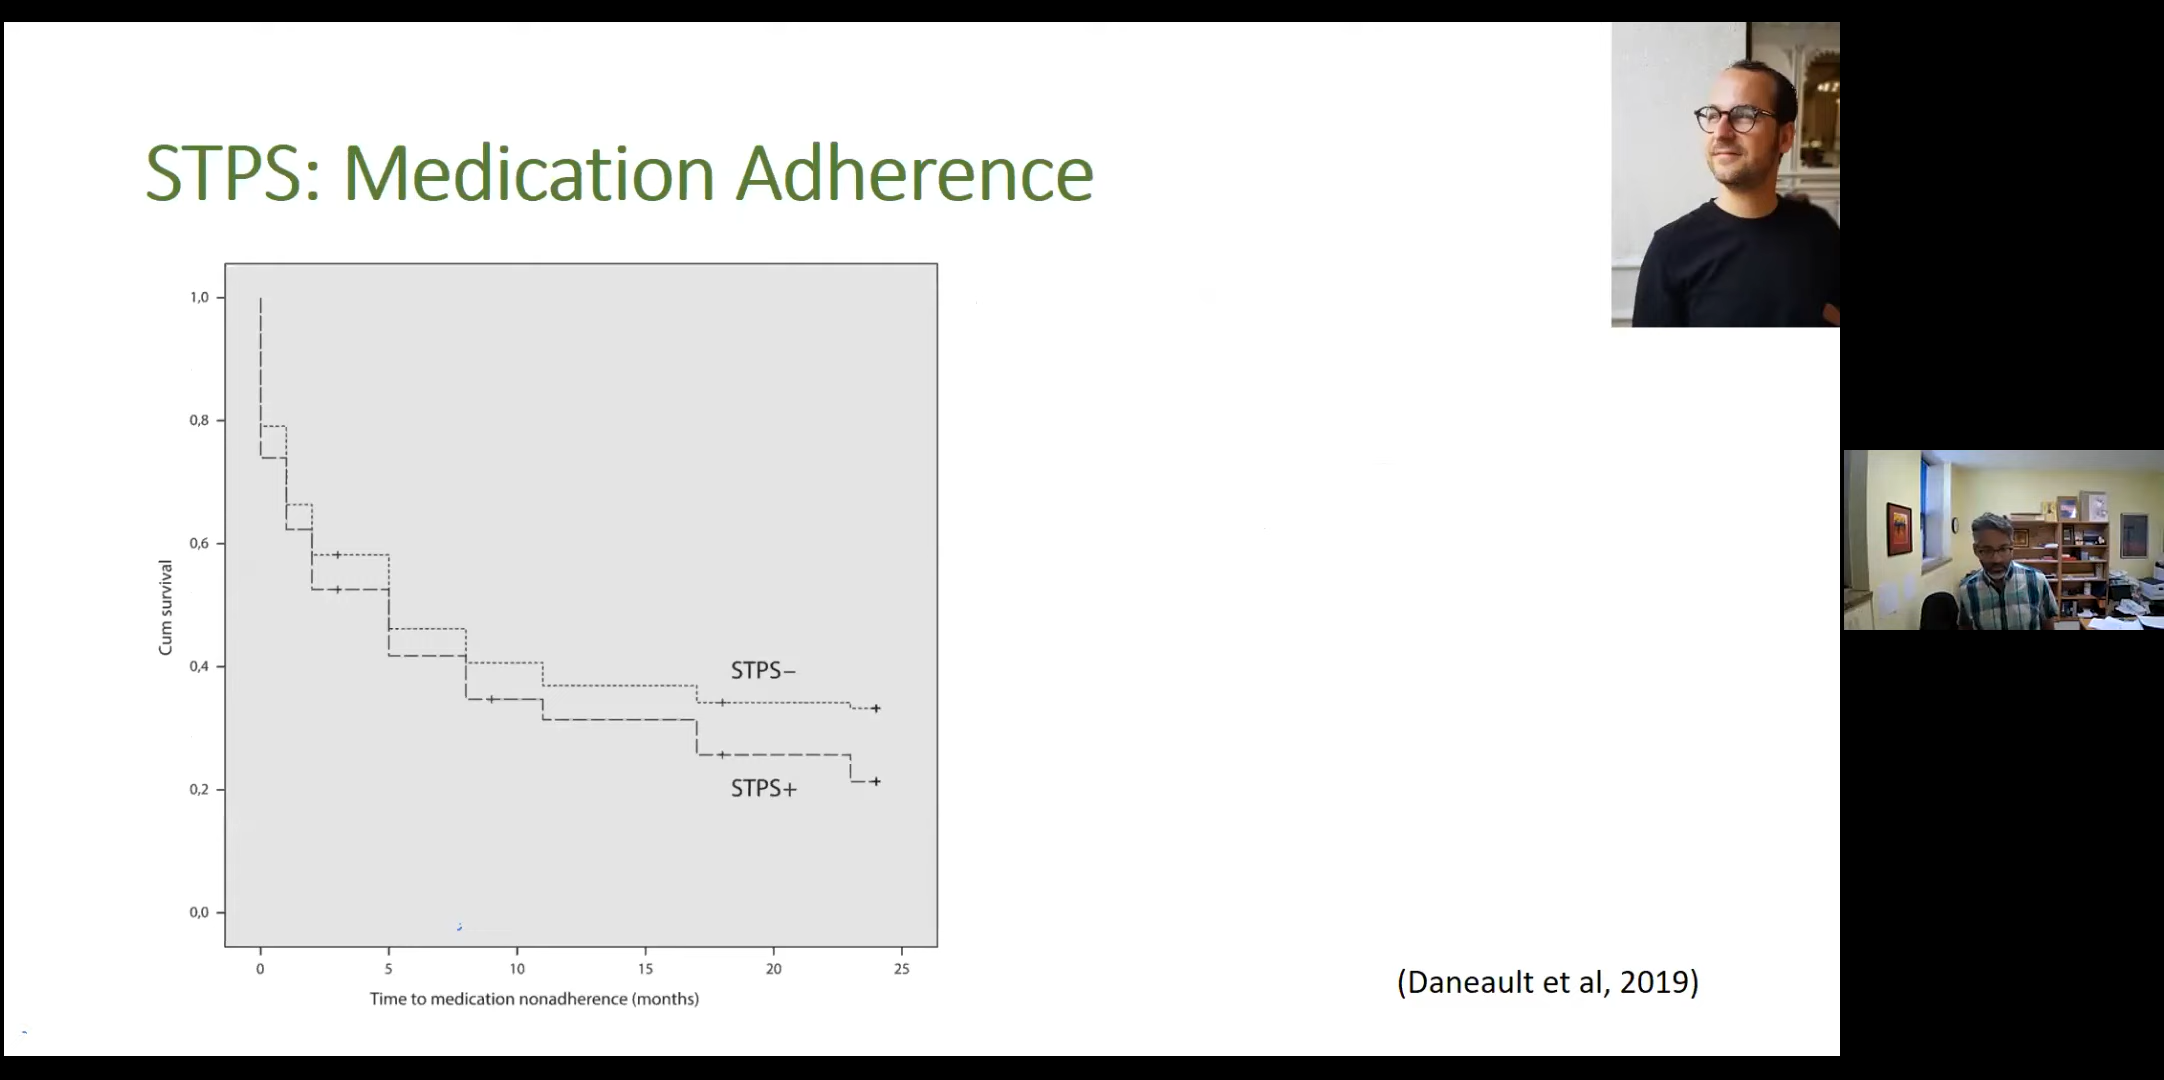 STPS: Medication Adherence
1,0
0,8
0,6
0,4
0,2
0,0
Cum survival
STPS–
STPS+
0 5 10 15 20 25
Time to medication nonadherence (months)
(Daneault et al, 2019)